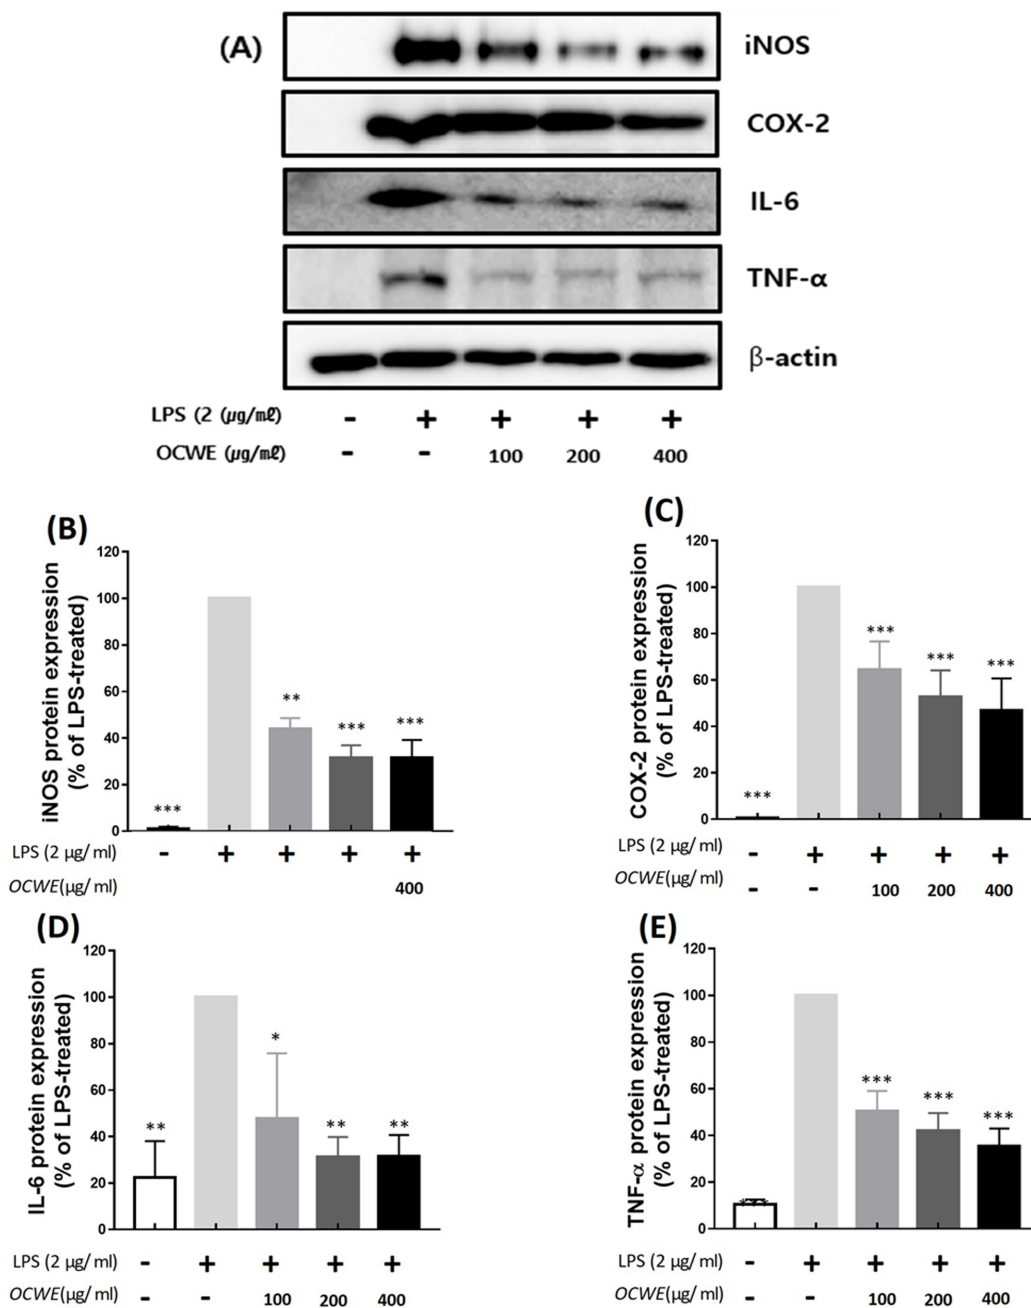 (A)
iNOS
COX-2
IL-6
TNF-α
β-actin
LPS (2 (μg/mℓ) - + + + +
OCWE (μg/mℓ) - - 100 200 400
(B)
iNOS protein expression
(% of LPS-treated)
120
100
80
60
40
20
0
*** ** *** ***
LPS (2 μg/ ml) - + + + +
OCWE(μg/ ml) 400
(C)
COX-2 protein expression
(% of LPS-treated)
120
100
80
60
40
20
0
*** *** *** ***
LPS (2 μg/ ml) - + + + +
OCWE(μg/ ml) - - 100 200 400
(D)
IL-6 protein expression
(% of LPS-treated)
120
100
80
60
40
20
0
** * ** **
LPS (2 μg/ ml) - + + + +
OCWE(μg/ ml) - - 100 200 400
(E)
TNF-α protein expression
(% of LPS-treated)
120
100
80
60
40
20
0
*** *** *** ***
LPS (2 μg/ ml) - + + + +
OCWE(μg/ ml) - - 100 200 400